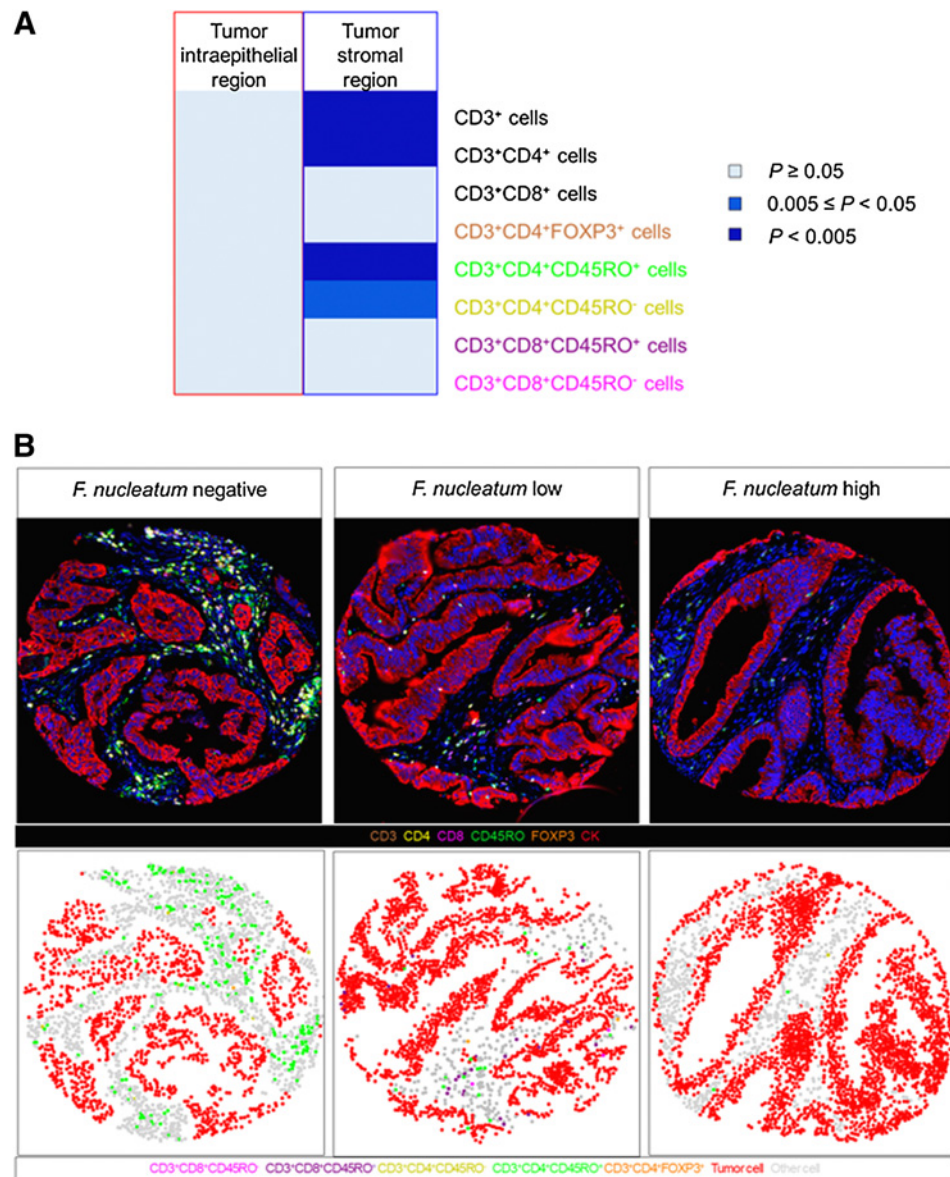 A
Tumor
intraepithelial
region
Tumor
stromal
region
CD3⁺ cells
CD3⁺CD4⁺ cells
CD3⁺CD8⁺ cells
CD3⁺CD4⁺FOXP3⁺ cells
CD3⁺CD4⁺CD45RO⁺ cells
CD3⁺CD4⁺CD45RO⁻ cells
CD3⁺CD8⁺CD45RO⁺ cells
CD3⁺CD8⁺CD45RO⁻ cells
P ≥ 0.05
0.005 ≤ P < 0.05
P < 0.005
B
F. nucleatum negative
F. nucleatum low
F. nucleatum high
CD3 CD4 CD8 CD45RO FOXP3 CK
CD3⁺CD8⁺CD45RO⁻ CD3⁺CD8⁺CD45RO⁺ CD3⁺CD4⁺CD45RO⁻ CD3⁺CD4⁺CD45RO⁺ CD3⁺CD4⁺FOXP3⁺ Tumor cell Other cell